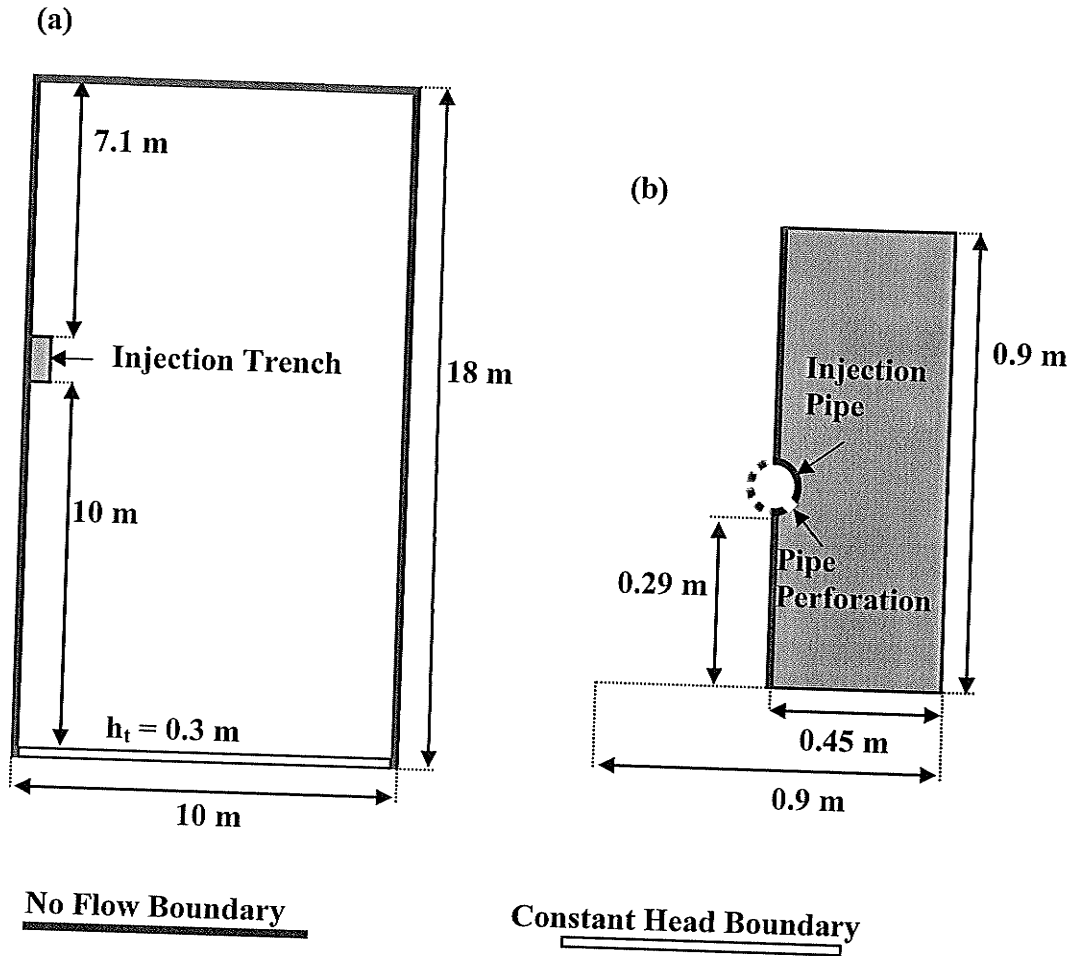 (a)
7.1 m
Injection Trench
18 m
10 m
hₜ = 0.3 m
10 m
(b)
0.9 m
Injection
Pipe
Pipe
Perforation
0.29 m
0.45 m
0.9 m
No Flow Boundary
Constant Head Boundary